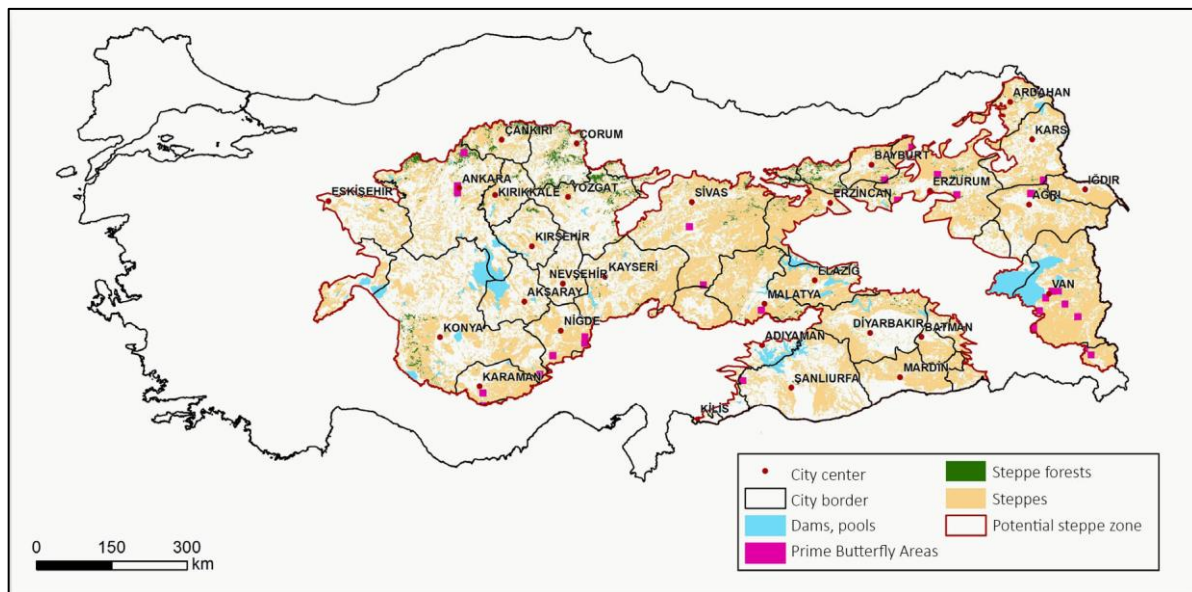 ARDAHAN
KARS
ÇANKIRI
ÇORUM
BAYBURT
ANKARA
KIRIKKALE
YOZGAT
ESKİŞEHİR
SİVAS
ERZİNCAN
ERZURUM
AĞRI
IĞDIR
KIRŞEHİR
NEVŞEHİR
KAYSERİ
AKSARAY
ELAZIĞ
MALATYA
VAN
KONYA
NİGDE
ADIYAMAN
DİYARBAKIR
BATMAN
KARAMAN
ŞANLIURFA
MARDİN
KİLİS
City center
City border
Dams, pools
Prime Butterfly Areas
Steppe forests
Steppes
Potential steppe zone
0 150 300
km